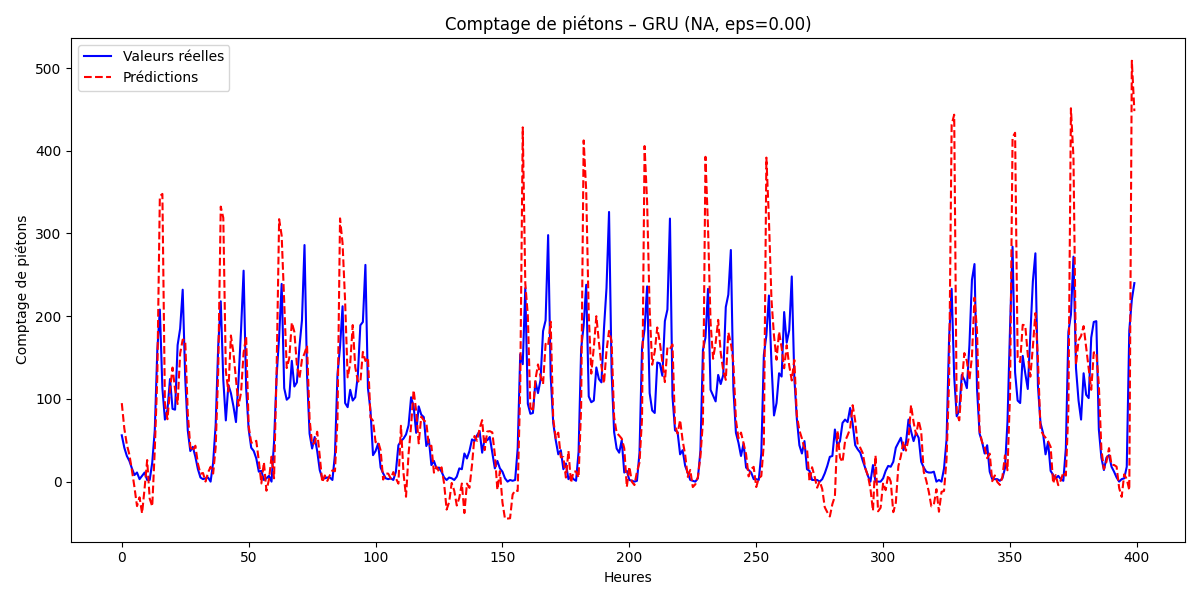 Comptage de piétons – GRU (NA, eps=0.00)
Valeurs réelles
Prédictions
Comptage de piétons
500
400
300
200
100
0
0 50 100 150 200 250 300 350 400
Heures